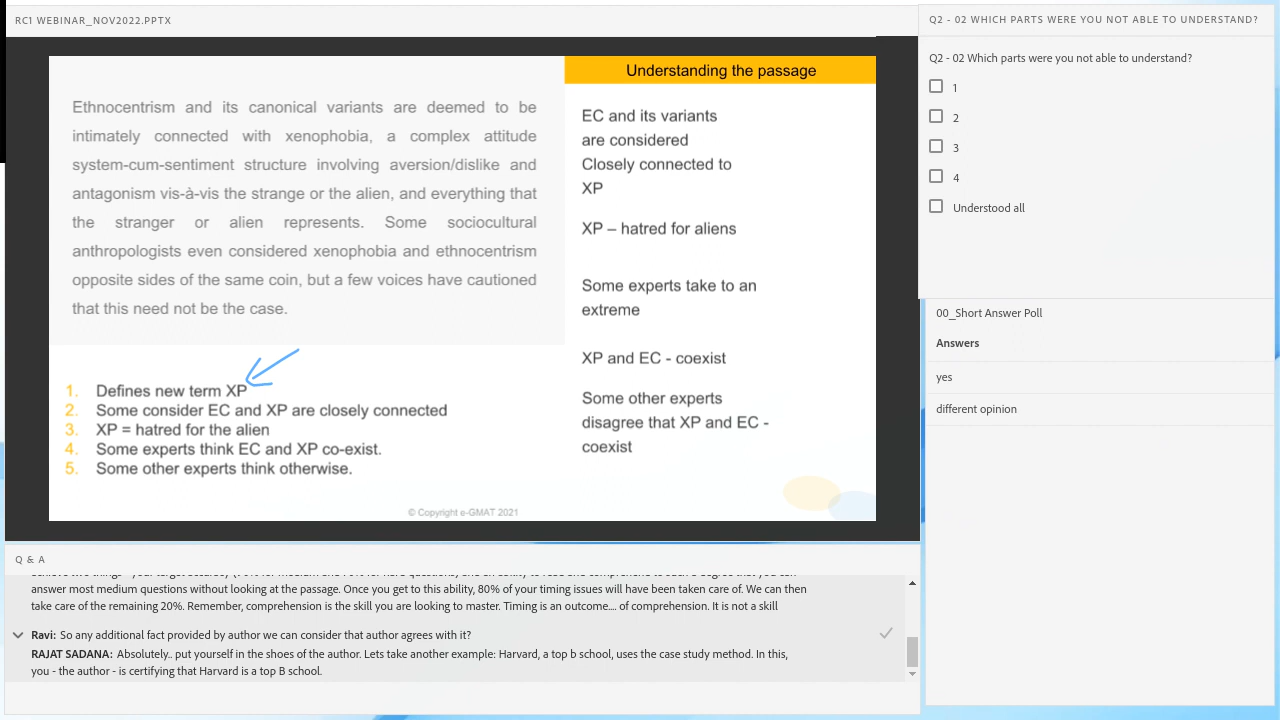 RC1 WEBINAR_NOV2022.PPTX
Ethnocentrism and its canonical variants are deemed to be
intimately connected with xenophobia, a complex attitude
system-cum-sentiment structure involving aversion/dislike and
antagonism vis-à-vis the strange or the alien, and everything that
the stranger or alien represents. Some sociocultural
anthropologists even considered xenophobia and ethnocentrism
opposite sides of the same coin, but a few voices have cautioned
that this need not be the case.
1. Defines new term XP
2. Some consider EC and XP are closely connected
3. XP = hatred for the alien
4. Some experts think EC and XP co-exist.
5. Some other experts think otherwise.
Understanding the passage
EC and its variants
are considered
Closely connected to
XP
XP – hatred for aliens
Some experts take to an
extreme
XP and EC - coexist
Some other experts
disagree that XP and EC -
coexist
© Copyright e-GMAT 2021
Q2 - 02 WHICH PARTS WERE YOU NOT ABLE TO UNDERSTAND?
Q2 - 02 Which parts were you not able to understand?
1
2
3
4
Understood all
00_Short Answer Poll
Answers
yes
different opinion
Q & A
answer most medium questions without looking at the passage. Once you get to this ability, 80% of your timing issues will have been taken care of. We can then
take care of the remaining 20%. Remember, comprehension is the skill you are looking to master. Timing is an outcome.... of comprehension. It is not a skill
Ravi: So any additional fact provided by author we can consider that author agrees with it?
RAJAT SADANA: Absolutely.. put yourself in the shoes of the author. Lets take another example: Harvard, a top b school, uses the case study method. In this,
you - the author - is certifying that Harvard is a top B school.